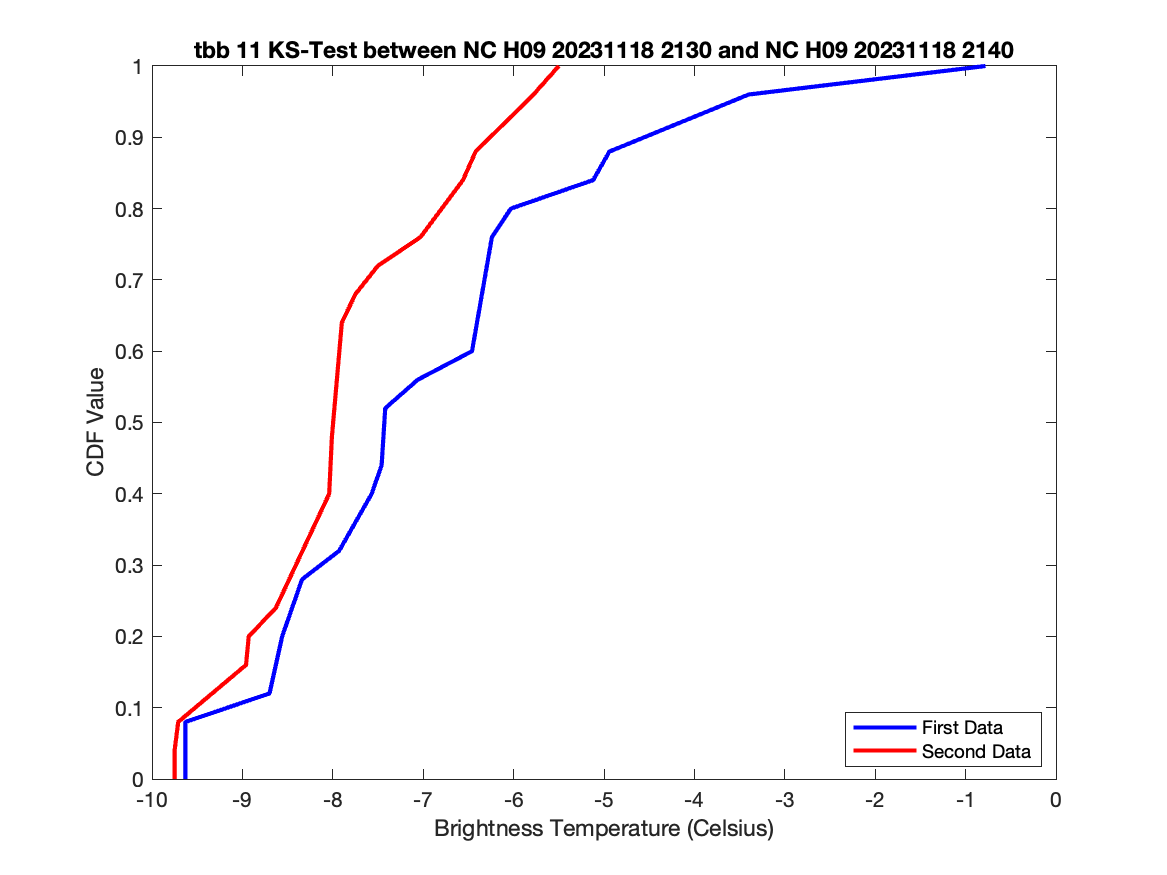 tbb 11 KS-Test between NC H09 20231118 2130 and NC H09 20231118 2140
1
0.9
0.8
0.7
0.6
0.5
0.4
0.3
0.2
0.1
0
CDF Value
First Data
Second Data
-10 -9 -8 -7 -6 -5 -4 -3 -2 -1 0
Brightness Temperature (Celsius)